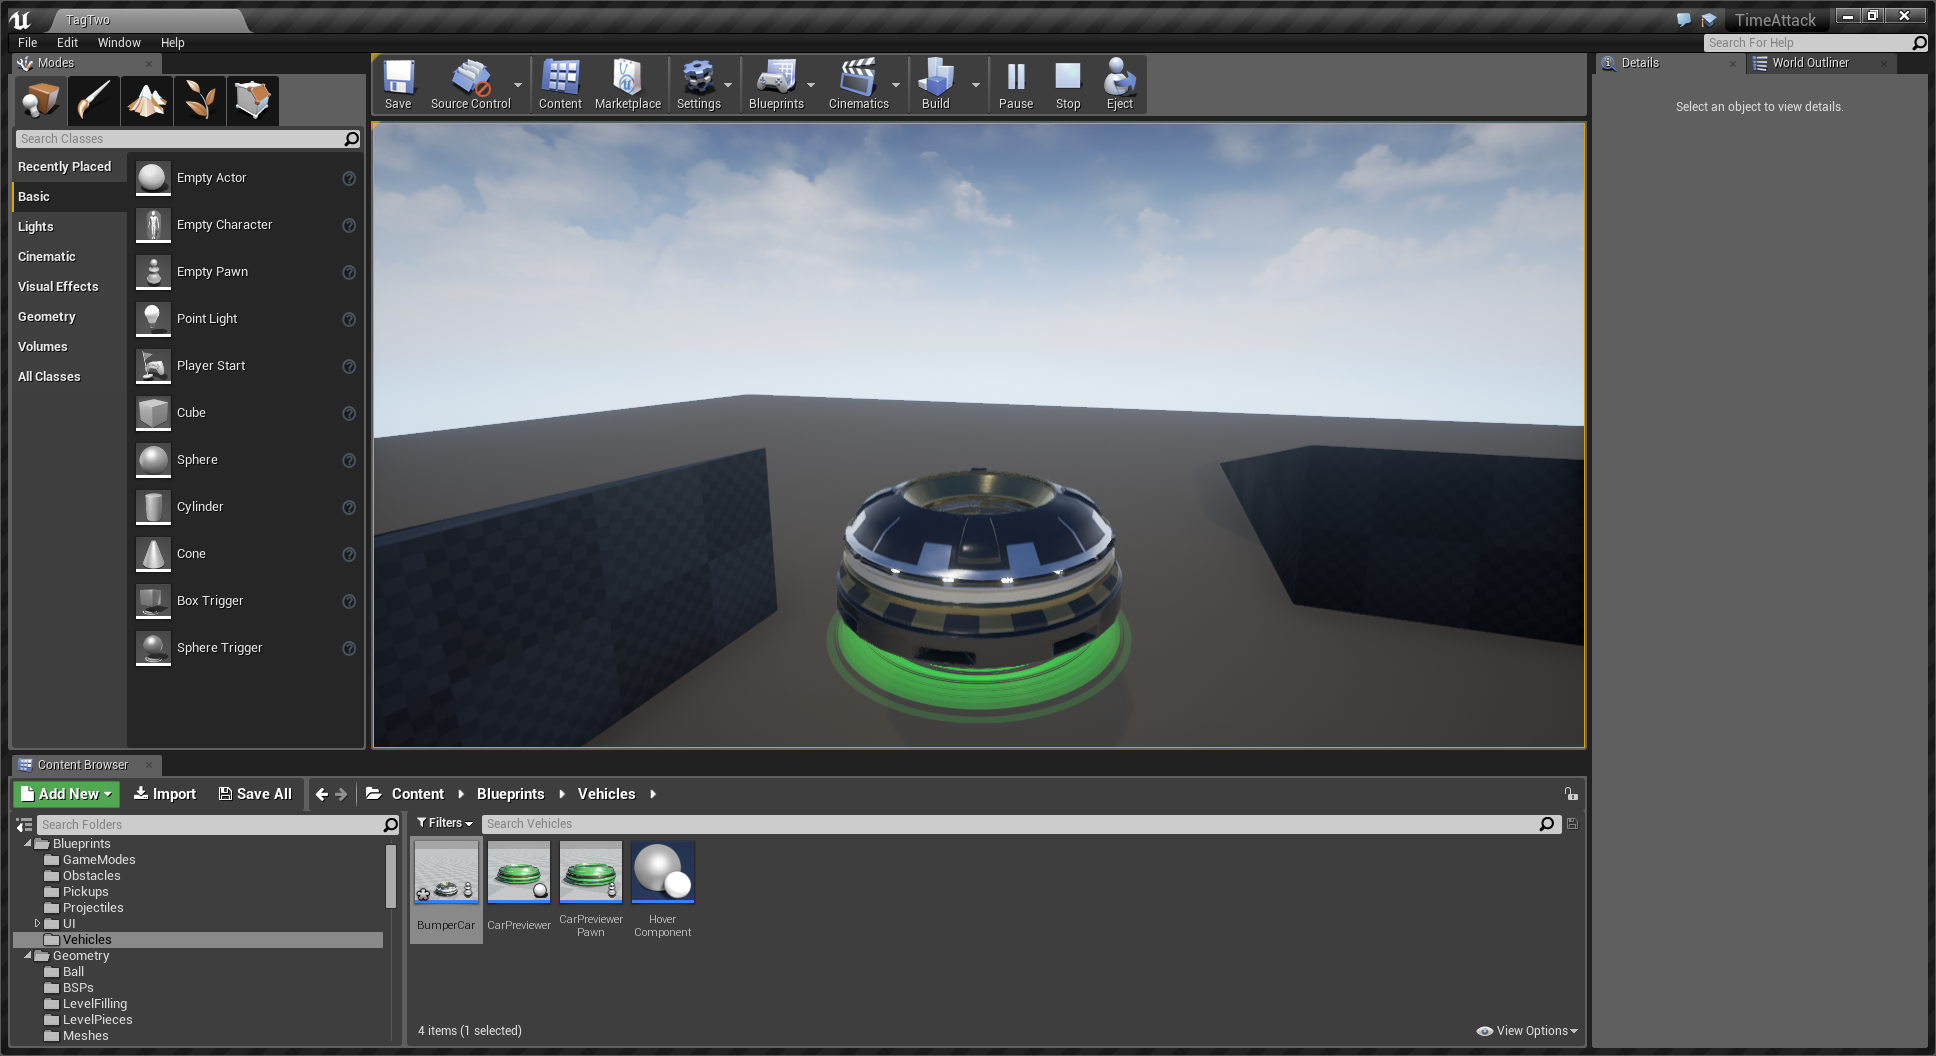 TagTwo
TimeAttack
File Edit Window Help
Search For Help
Modes
Save Source Control Content Marketplace Settings Blueprints Cinematics Build Pause Stop Eject
Details World Outliner
Select an object to view details.
Search Classes
Recently Placed
Basic
Lights
Cinematic
Visual Effects
Geometry
Volumes
All Classes
Empty Actor
Empty Character
Empty Pawn
Point Light
Player Start
Cube
Sphere
Cylinder
Cone
Box Trigger
Sphere Trigger
Content Browser
Add New Import Save All Content Blueprints Vehicles
Search Folders
Blueprints
GameModes
Obstacles
Pickups
Projectiles
UI
Vehicles
Geometry
Ball
BSPs
LevelFilling
LevelPieces
Meshes
Filters Search Vehicles
BumperCar
CarPreviewer
CarPreviewer
Pawn
Hover
Component
4 items (1 selected)
View Options